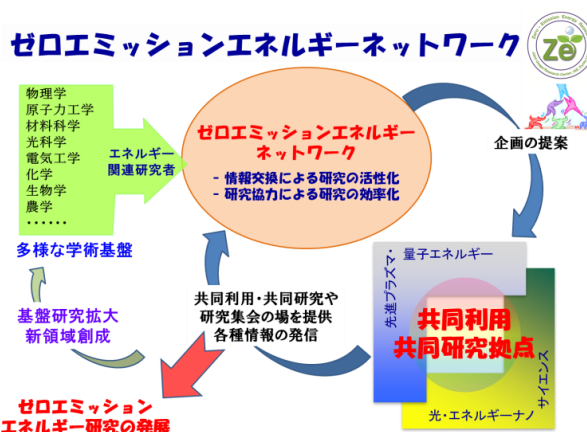 ゼロエミッションエネルギーネットワーク
Ze
物理学
原子力工学
材料科学
光科学
電気工学
化学
生物学
農学
・・・・・・
エネルギー
関連研究者
多様な学術基盤
ゼロエミッションエネルギー
ネットワーク
- 情報交換による研究の活性化
- 研究協力による研究の効率化
企画の提案
基盤研究拡大
新領域創成
共同利用・共同研究や
研究集会の場を提供
各種情報の発信
量子エネルギー
先進プラズマ・
共同利用
共同研究拠点
サイエンス
光・エネルギーナノ
ゼロエミッション
エネルギー研究の発展